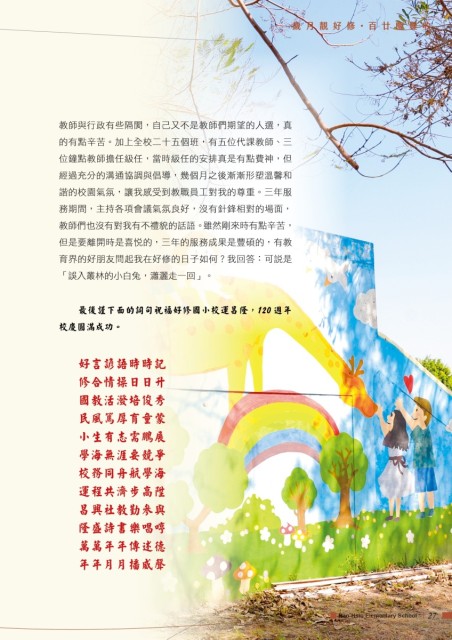 歲月靚好修‧百廿
教師與行政有些隔閡，自己又不是教師們期望的人選，真
的有點辛苦。加上全校二十五個班，有五位代課教師、三
位鐘點教師擔任級任，當時級任的安排真是有點費神，但
經過充分的溝通協調與倡導，幾個月之後漸漸形塑溫馨和
諧的校園氣氛，讓我感受到教職員工對我的尊重。三年服
務期間，主持各項會議氣氛良好，沒有針鋒相對的場面，
教師們也沒有對我有不禮貌的話語。雖然剛來時有點辛苦，
但是要離開時是喜悅的，三年的服務成果是豐碩的，有教
育界的好朋友問起我在好修的日子如何？我回答：可說是
「誤入叢林的小白兔，瀟遛走一回」。
最後謹下面的詞句祝福好修國小校運昌隆，120週年
校慶圓滿成功。
好言諺語時時記
修合情操日日升
國教活潑培俊秀
民風篤厚育童蒙
小生有志需鵬展
學海無涯要競爭
校務同舟航學海
運程共濟步高陞
昌興社教勤參與
隆盛詩書樂唱哼
萬萬年年傳述德
年年月月播威聲
Hao-Shiu Elementary School
27